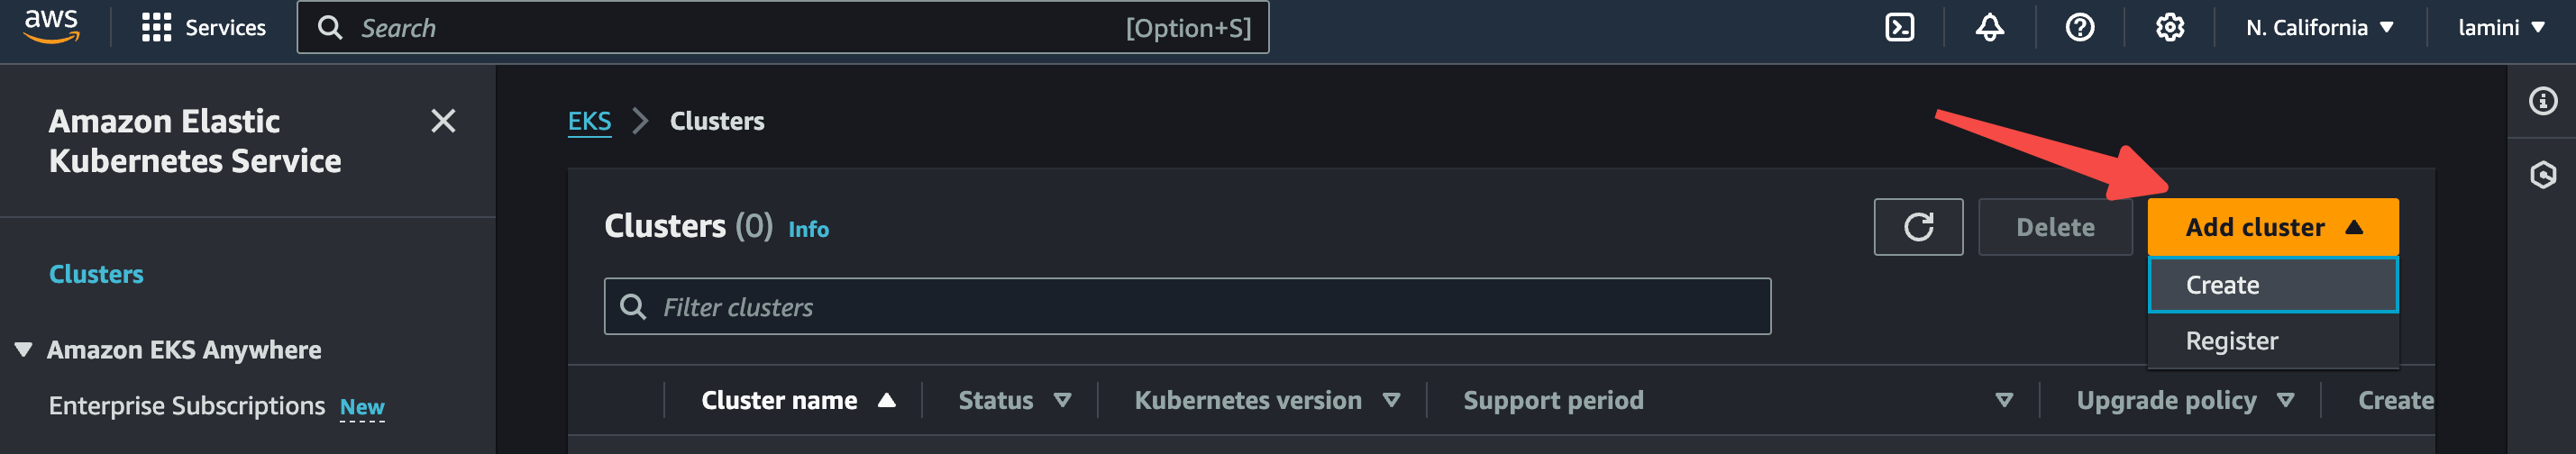 aws
Services
Search
[Option+S]
N. California
lamini
Amazon Elastic
Kubernetes Service
Clusters
Amazon EKS Anywhere
Enterprise Subscriptions New
EKS
Clusters
Clusters (0) Info
Delete
Add cluster
Create
Register
Filter clusters
Cluster name
Status
Kubernetes version
Support period
Upgrade policy
Create